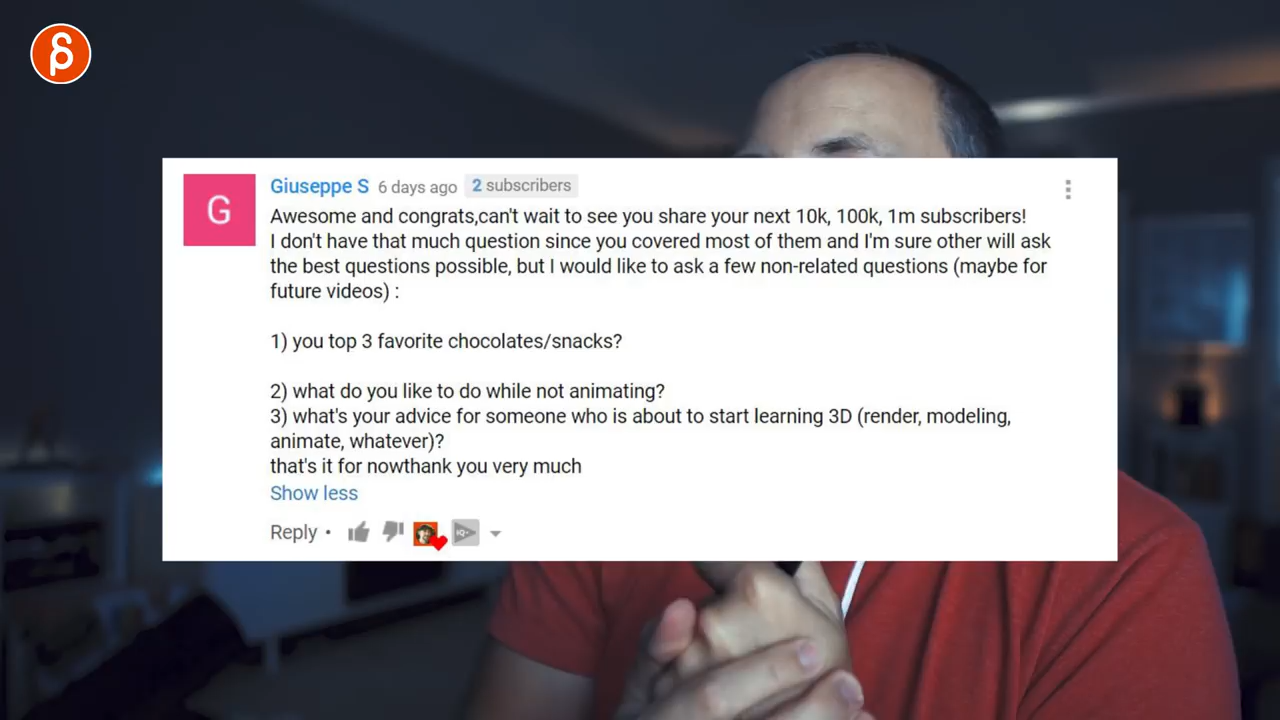 G
Giuseppe S 6 days ago 2 subscribers
Awesome and congrats,can't wait to see you share your next 10k, 100k, 1m subscribers!
I don't have that much question since you covered most of them and I'm sure other will ask
the best questions possible, but I would like to ask a few non-related questions (maybe for
future videos) :
1) you top 3 favorite chocolates/snacks?
2) what do you like to do while not animating?
3) what's your advice for someone who is about to start learning 3D (render, modeling,
animate, whatever)?
that's it for nowthank you very much
Show less
Reply